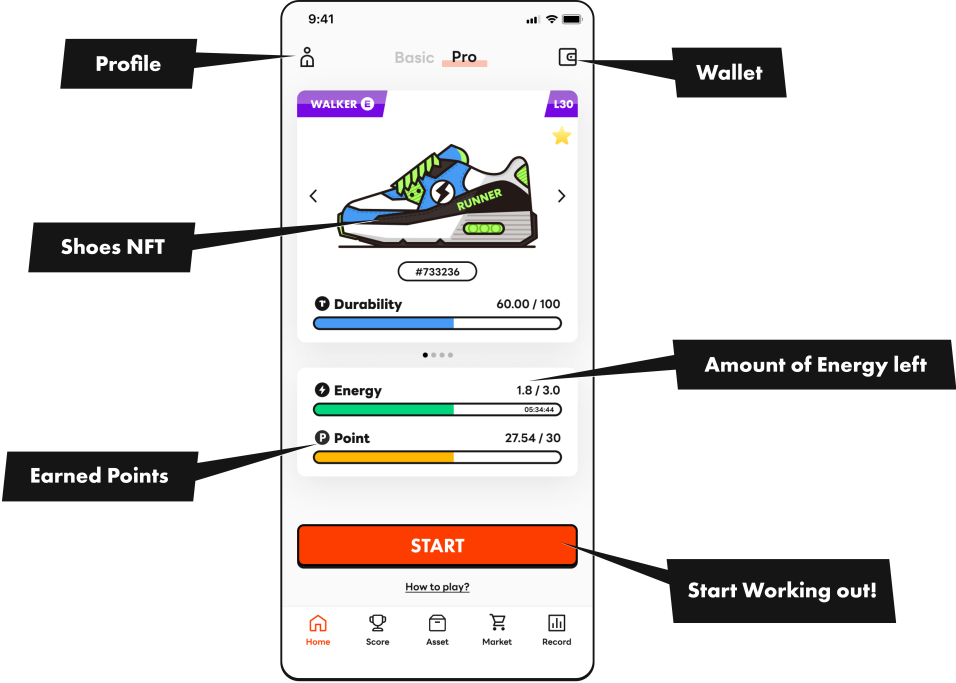 9:41
Profile
Basic Pro
Wallet
WALKER E
L30
RUNNER
Shoes NFT
#733236
T Durability 60.00 / 100
Amount of Energy left
Energy 1.8 / 3.0
05:34:44
P Point 27.54 / 30
Earned Points
START
Start Working out!
How to play?
Home Score Asset Market Record